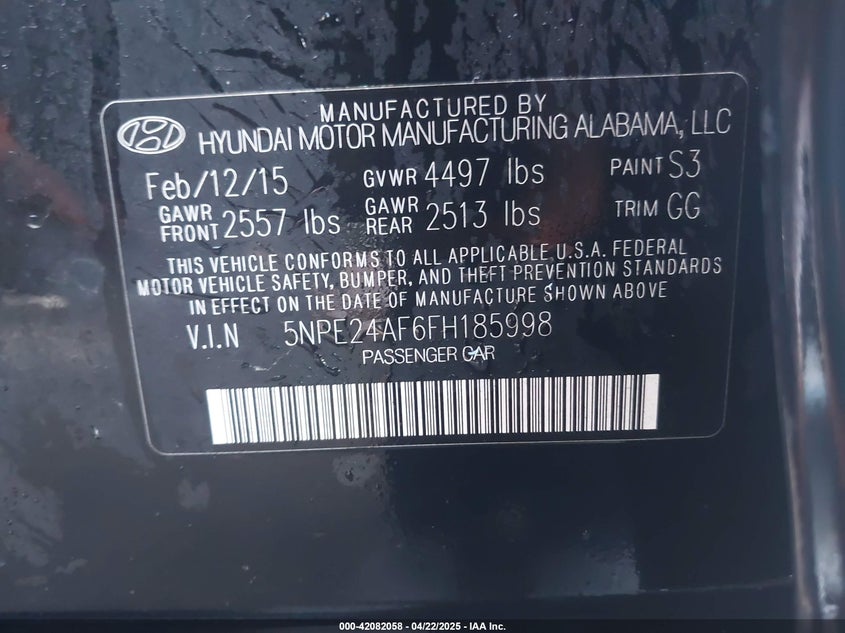 MANUFACTURED BY
HYUNDAI MOTOR MANUFACTURING ALABAMA, LLC
Feb/12/15 GVWR 4497 lbs PAINT S3
GAWR FRONT 2557 lbs GAWR REAR 2513 lbs TRIM GG
THIS VEHICLE CONFORMS TO ALL APPLICABLE U.S.A. FEDERAL
MOTOR VEHICLE SAFETY, BUMPER, AND THEFT PREVENTION STANDARDS
IN EFFECT ON THE DATE OF MANUFACTURE SHOWN ABOVE
V.I.N 5NPE24AF6FH185998
PASSENGER CAR
000-42082058 - 04/22/2025 - IAA Inc.